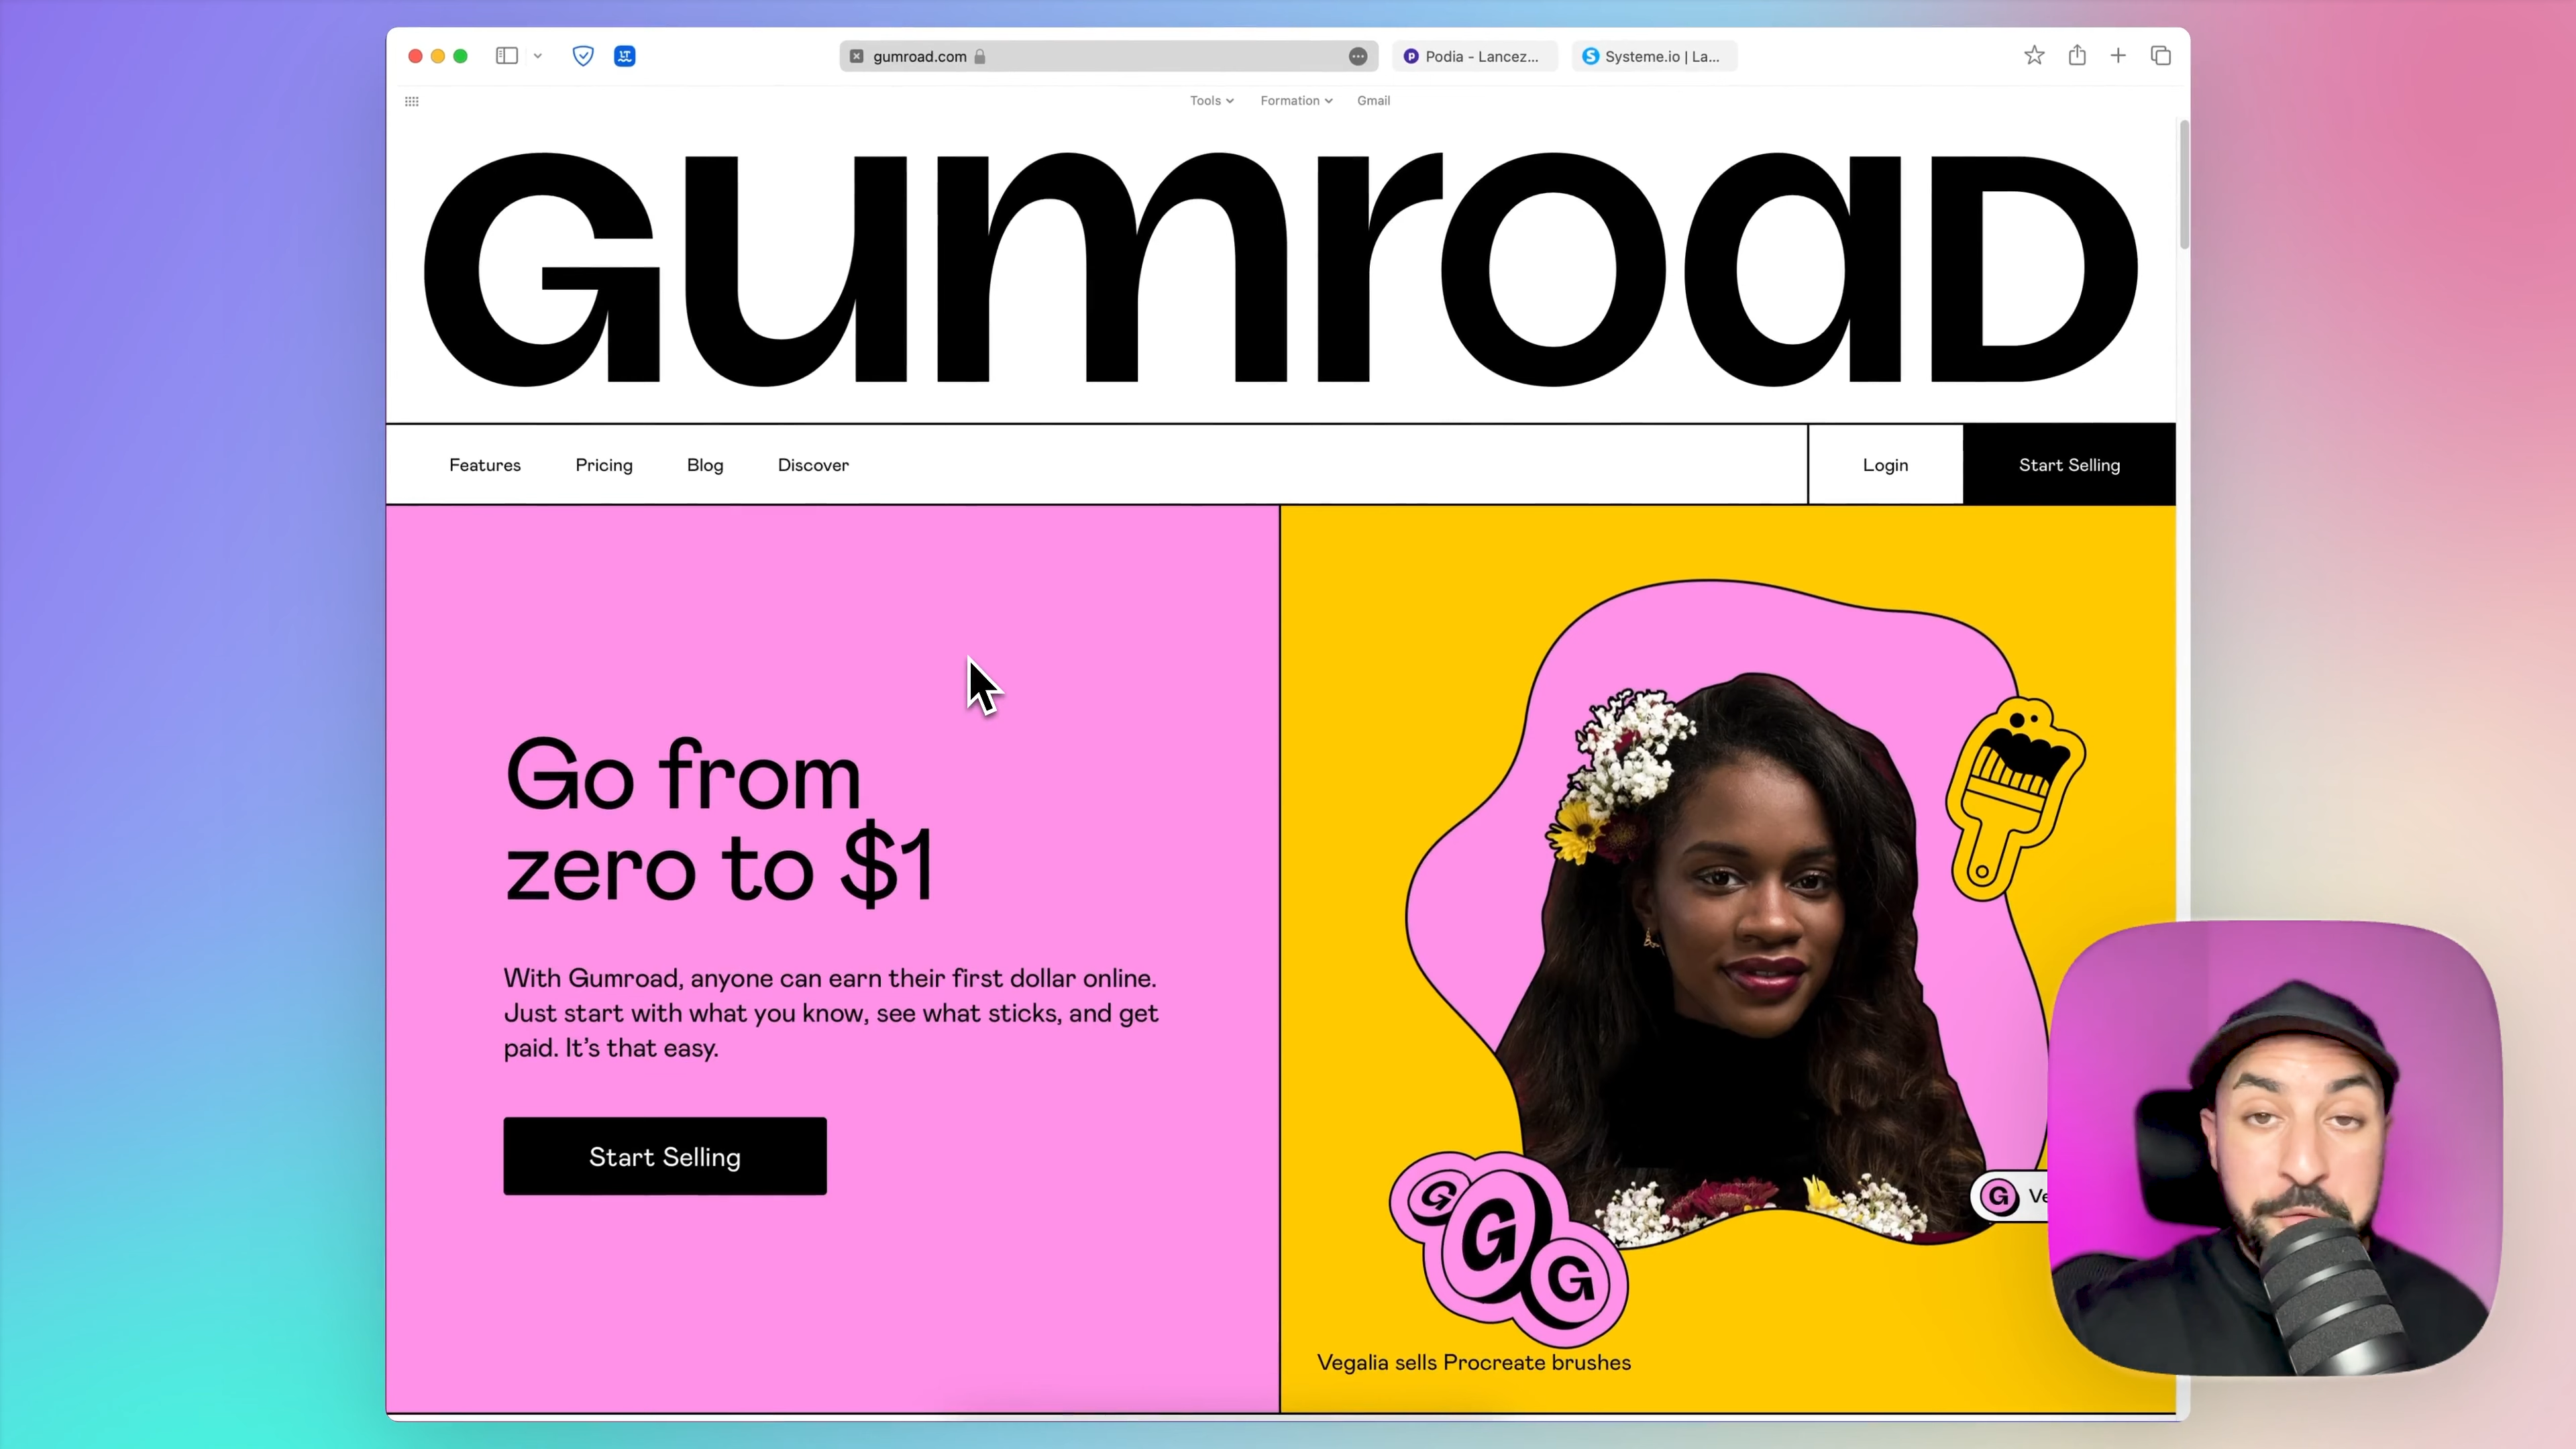 gumroad.com
Podia - Lancez...
Systeme.io | La...
Tools
Formation
Gmail
GumroaD
Features
Pricing
Blog
Discover
Login
Start Selling
Go from
zero to $1
With Gumroad, anyone can earn their first dollar online.
Just start with what you know, see what sticks, and get
paid. It’s that easy.
Start Selling
G
G
G
G
Vegalia sells Procreate brushes